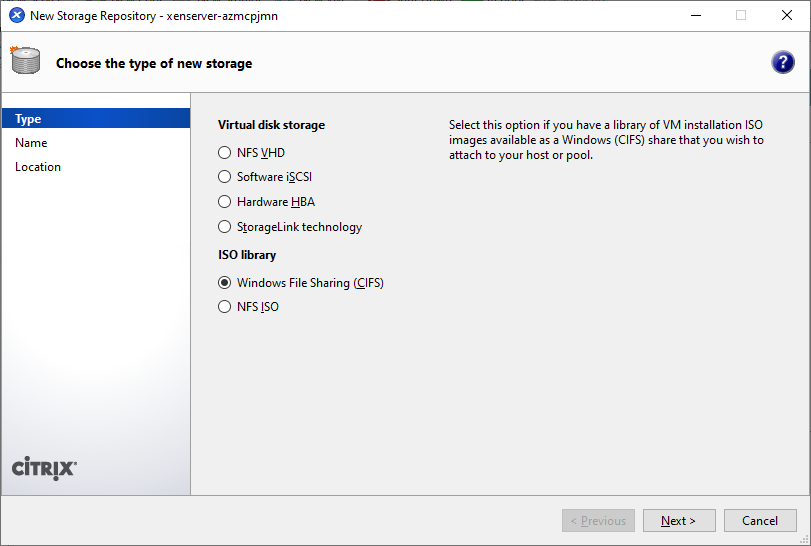 New Storage Repository - xenserver-azmcpjmn
Choose the type of new storage
?
Type
Name
Location
Virtual disk storage
NFS VHD
Software iSCSI
Hardware HBA
StorageLink technology
ISO library
Windows File Sharing (CIFS)
NFS ISO
Select this option if you have a library of VM installation ISO
images available as a Windows (CIFS) share that you wish to
attach to your host or pool.
CITRIX
< Previous
Next >
Cancel